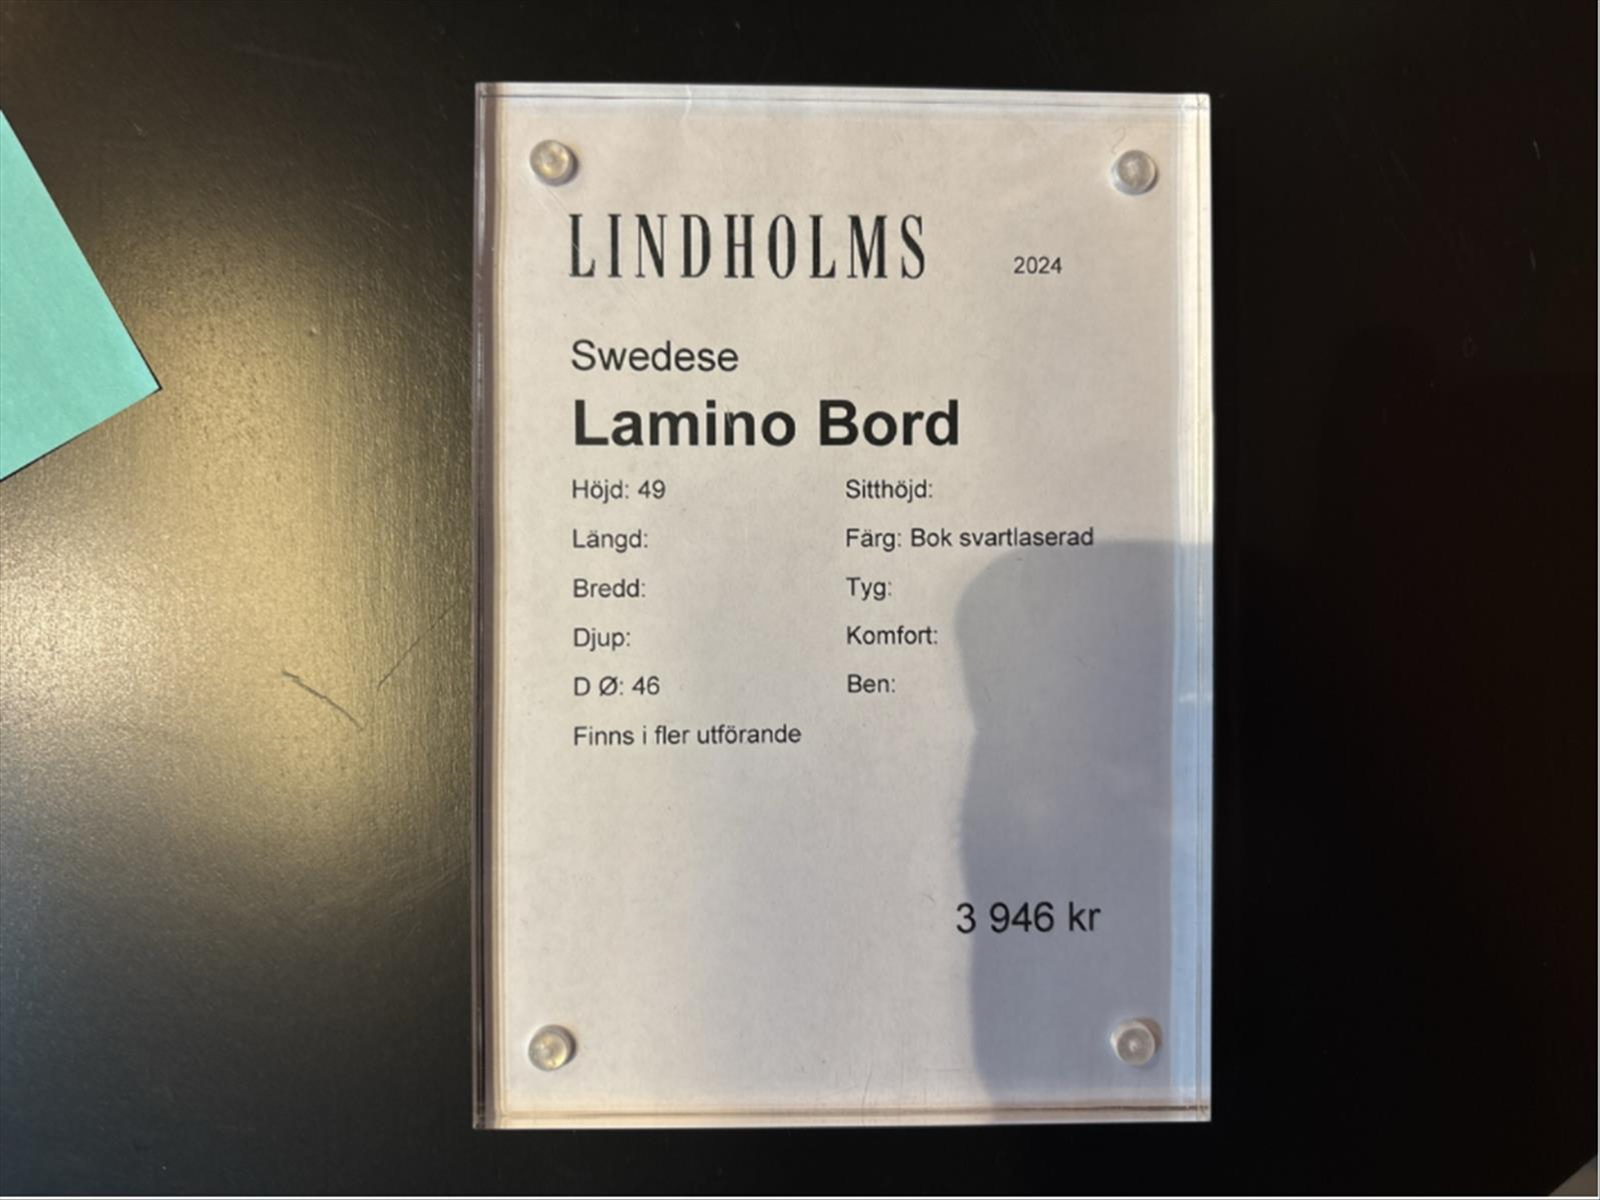 LINDHOLMS 2024
Swedese
Lamino Bord
Höjd: 49 Sitthöjd:
Längd: Färg: Bok svartlaserad
Bredd: Tyg:
Djup: Komfort:
D Ø: 46 Ben:
Finns i fler utförande
3 946 kr